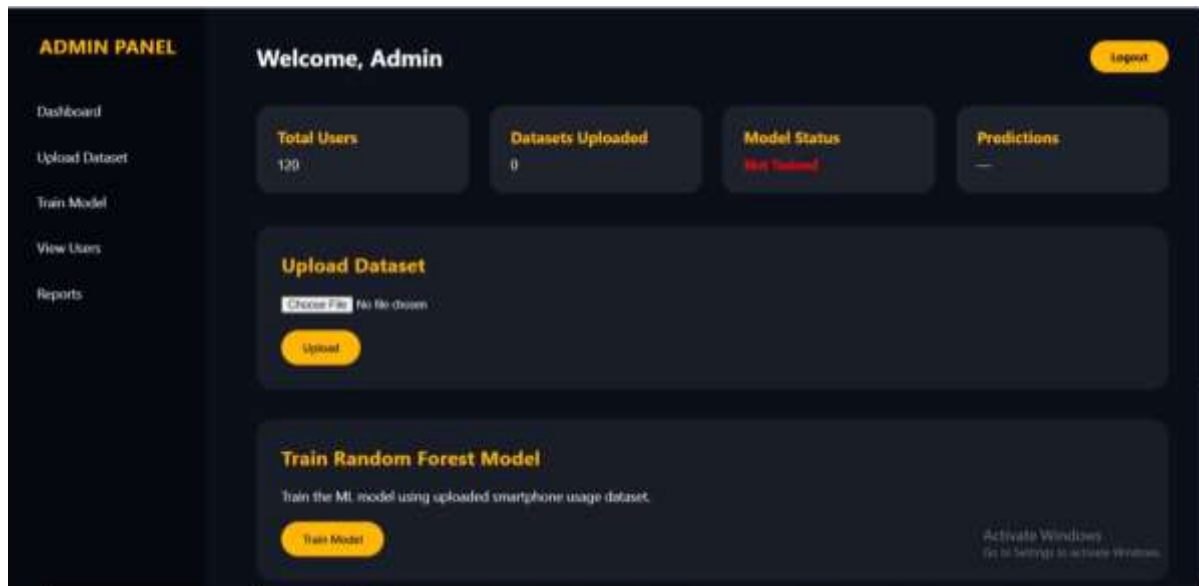 ADMIN PANEL
Dashboard
Upload Dataset
Train Model
View Users
Reports
Welcome, Admin
Logout
Total Users
120
Datasets Uploaded
0
Model Status
Not Trained
Predictions
—
Upload Dataset
Choose File No file chosen
Upload
Train Random Forest Model
Train the ML model using uploaded smartphone usage dataset.
Train Model
Activate Windows
Go to Settings to activate Windows.